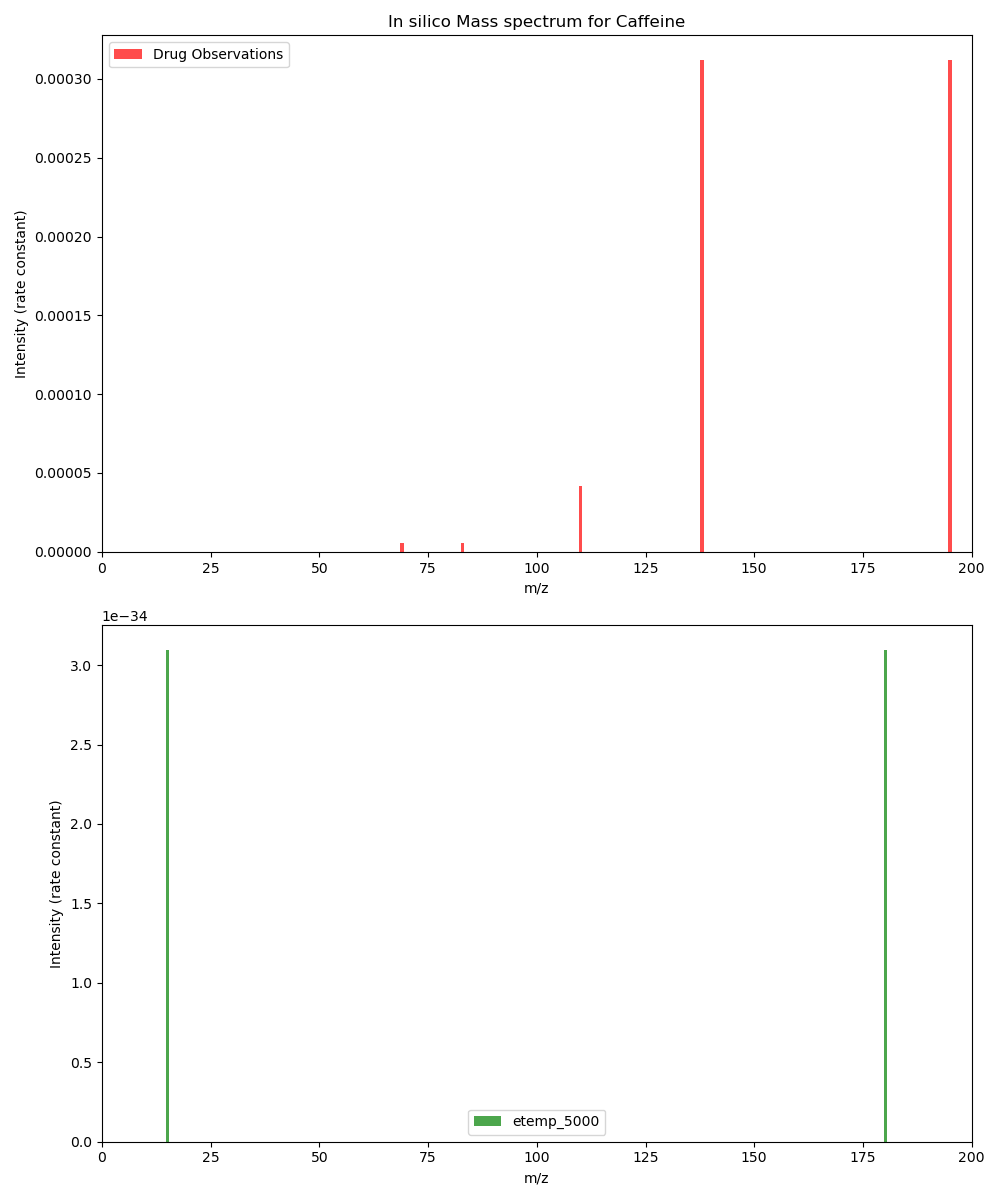 In silico Mass spectrum for Caffeine
Drug Observations
0.00030
0.00025
0.00020
0.00015
0.00010
0.00005
0.00000
Intensity (rate constant)
0 25 50 75 100 125 150 175 200
m/z
1e−34
3.0
2.5
2.0
1.5
1.0
0.5
0.0
Intensity (rate constant)
etemp_5000
0 25 50 75 100 125 150 175 200
m/z